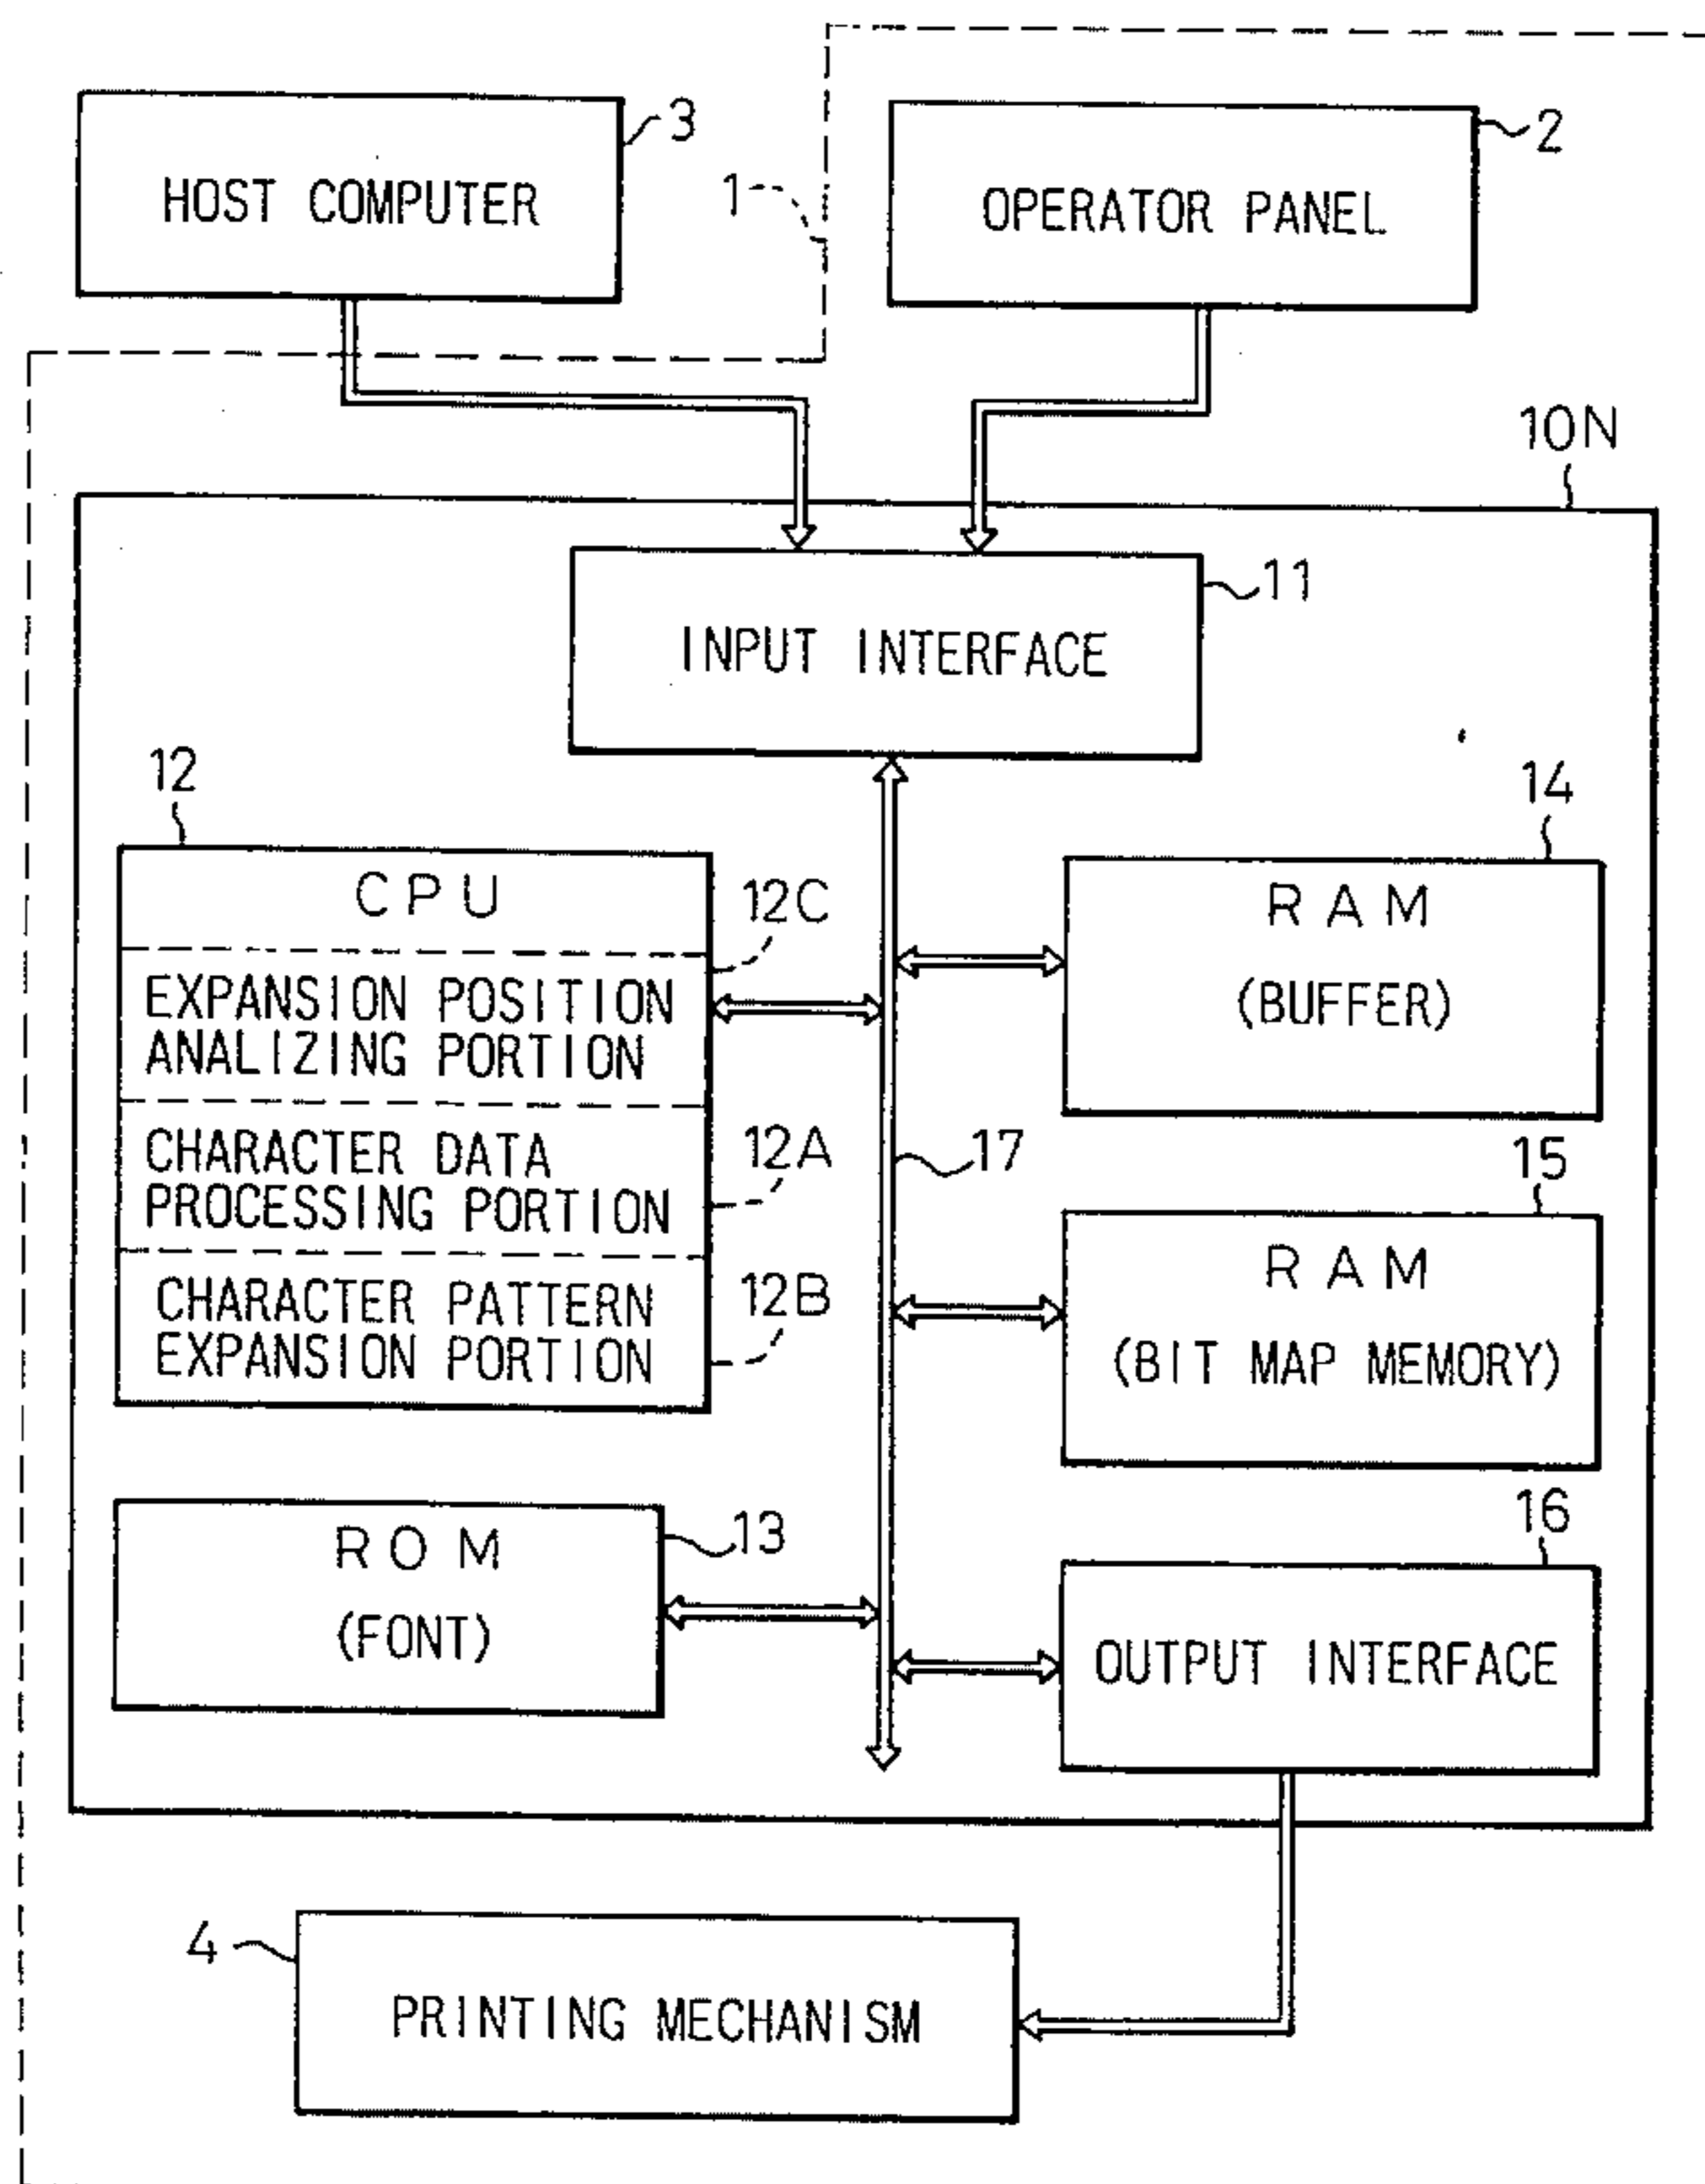 3
HOST COMPUTER
1
2
OPERATOR PANEL
10N
11
INPUT INTERFACE
12
CPU
12C
EXPANSION POSITION
ANALIZING PORTION
12A
CHARACTER DATA
PROCESSING PORTION
12B
CHARACTER PATTERN
EXPANSION PORTION
14
RAM
(BUFFER)
17
15
RAM
(BIT MAP MEMORY)
13
ROM
(FONT)
16
OUTPUT INTERFACE
4
PRINTING MECHANISM